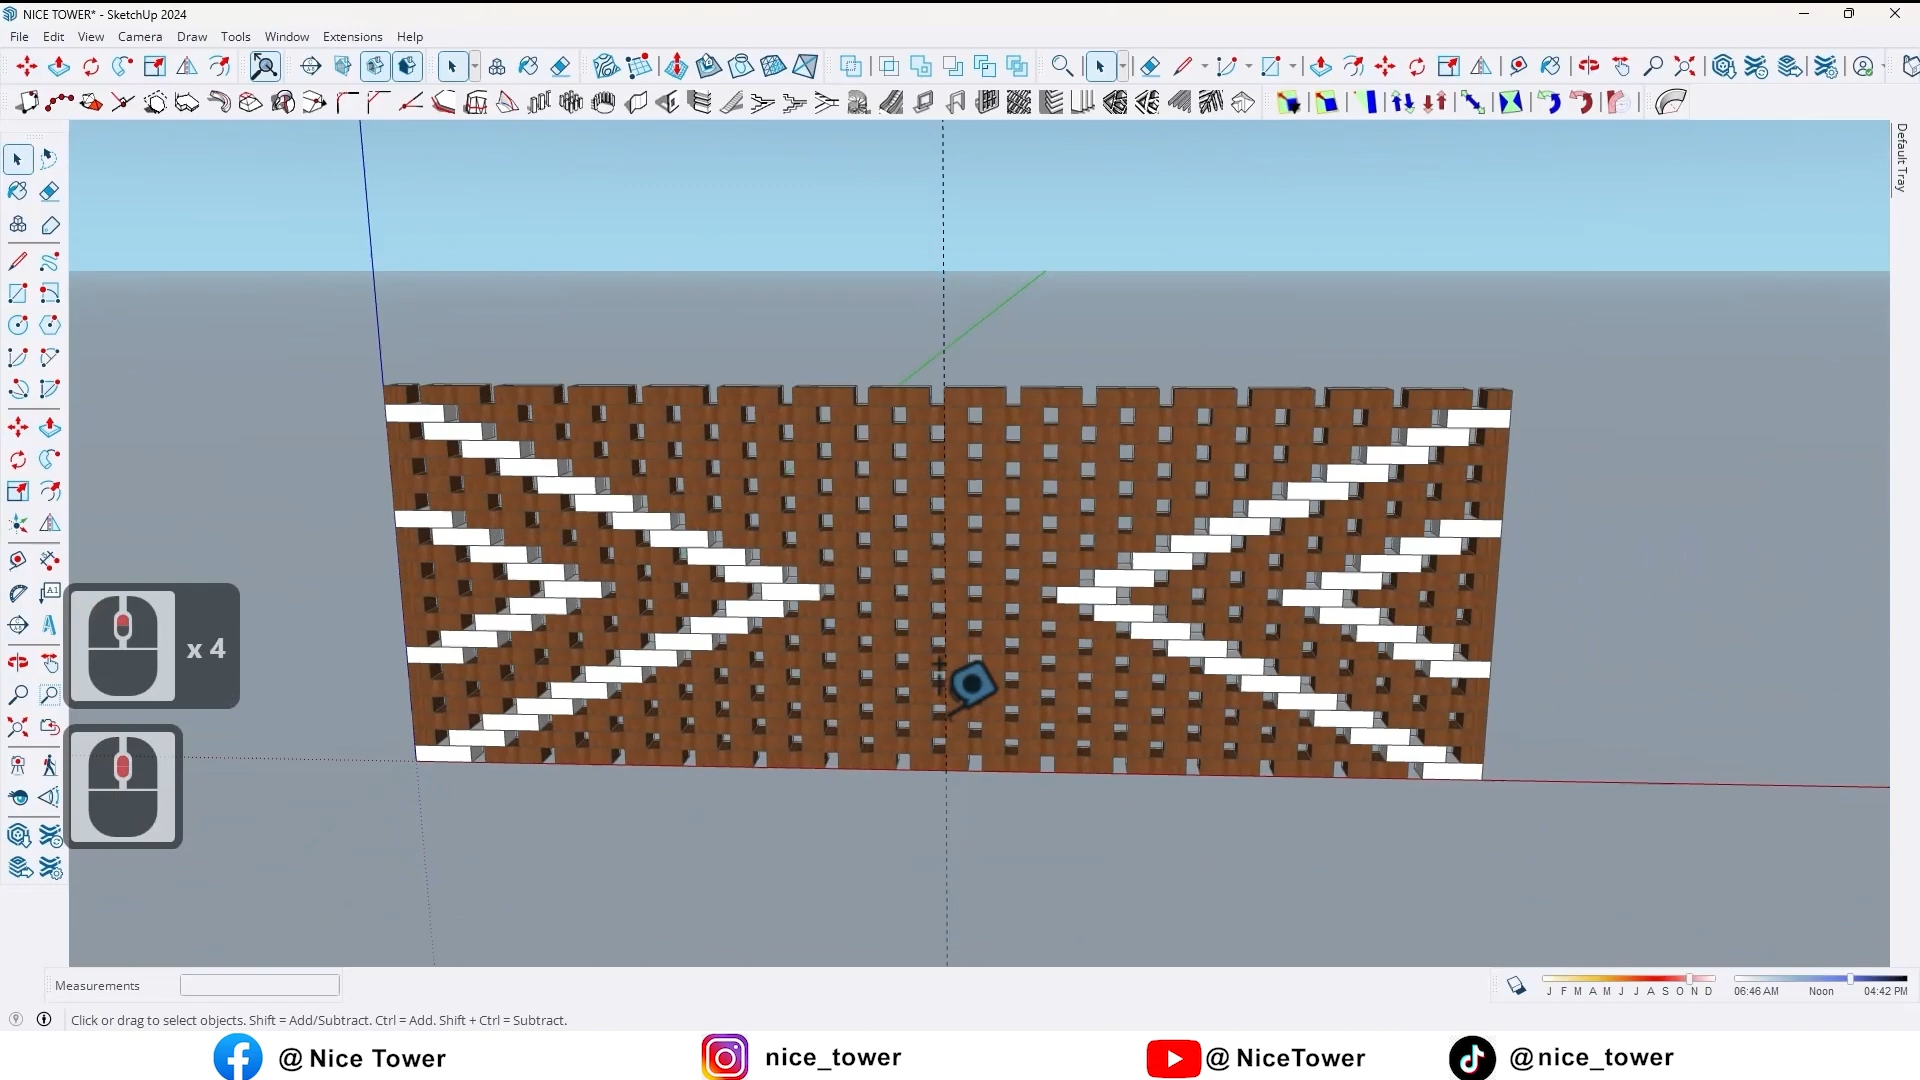 NICE TOWER* - SketchUp 2024
File Edit View Camera Draw Tools Window Extensions Help
Default Tray
A1
x 4
Measurements
J F M A M J J A S O N D
06:46 AM Noon 04:42 PM
Click or drag to select objects. Shift = Add/Subtract. Ctrl = Add. Shift + Ctrl = Subtract.
@ Nice Tower nice_tower @ NiceTower @nice_tower